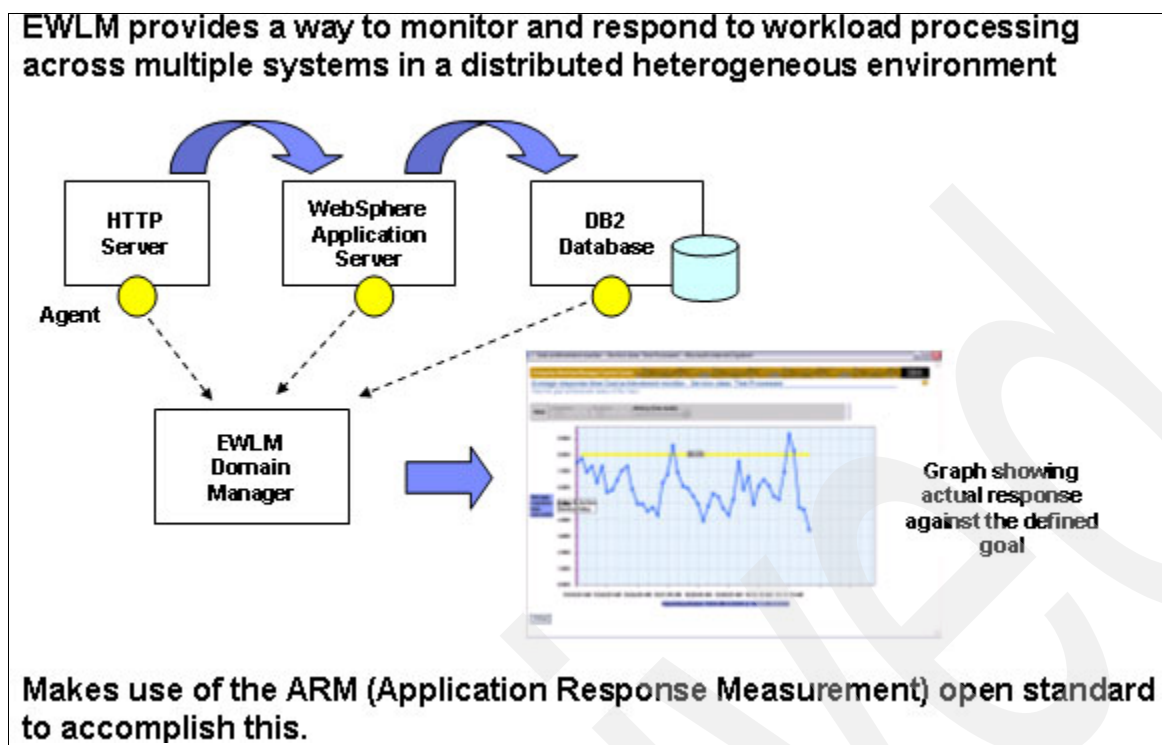 EWLM provides a way to monitor and respond to workload processing
across multiple systems in a distributed heterogeneous environment
HTTP
Server
WebSphere
Application
Server
DB2
Database
Agent
EWLM
Domain
Manager
Graph showing
actual response
against the defined
goal
Makes use of the ARM (Application Response Measurement) open standard
to accomplish this.